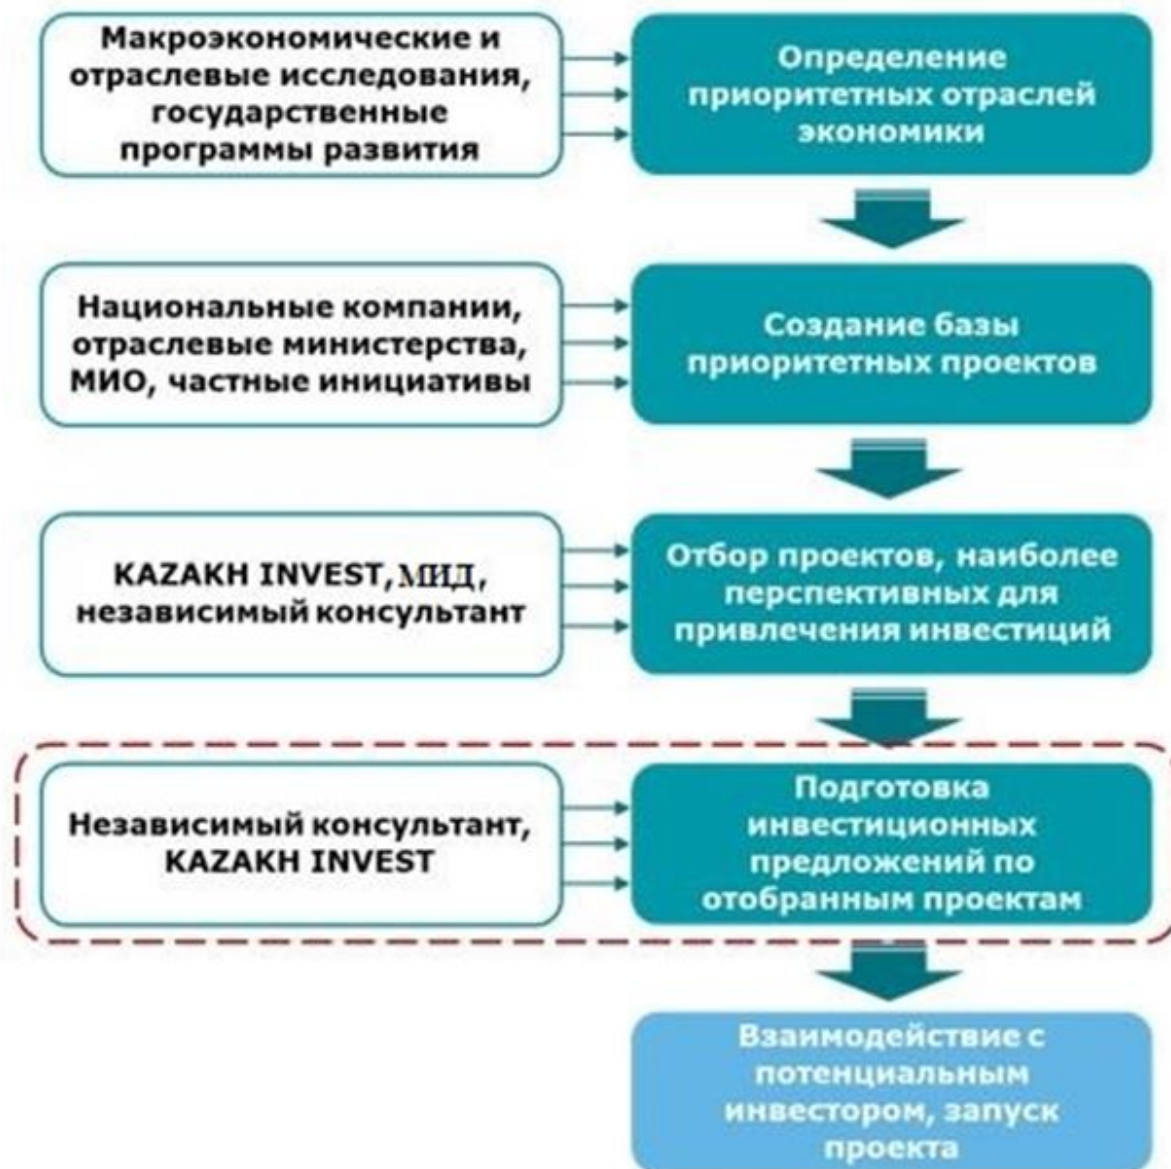 Макроэкономические и
отраслевые исследования,
государственные
программы развития
Определение
приоритетных отраслей
экономики
Национальные компании,
отраслевые министерства,
МИО, частные инициативы
Создание базы
приоритетных проектов
KAZAKH INVEST, МИД,
независимый консультант
Отбор проектов, наиболее
перспективных для
привлечения инвестиций
Независимый консультант,
KAZAKH INVEST
Подготовка
инвестиционных
предложений по
отобранным проектам
Взаимодействие с
потенциальным
инвестором, запуск
проекта